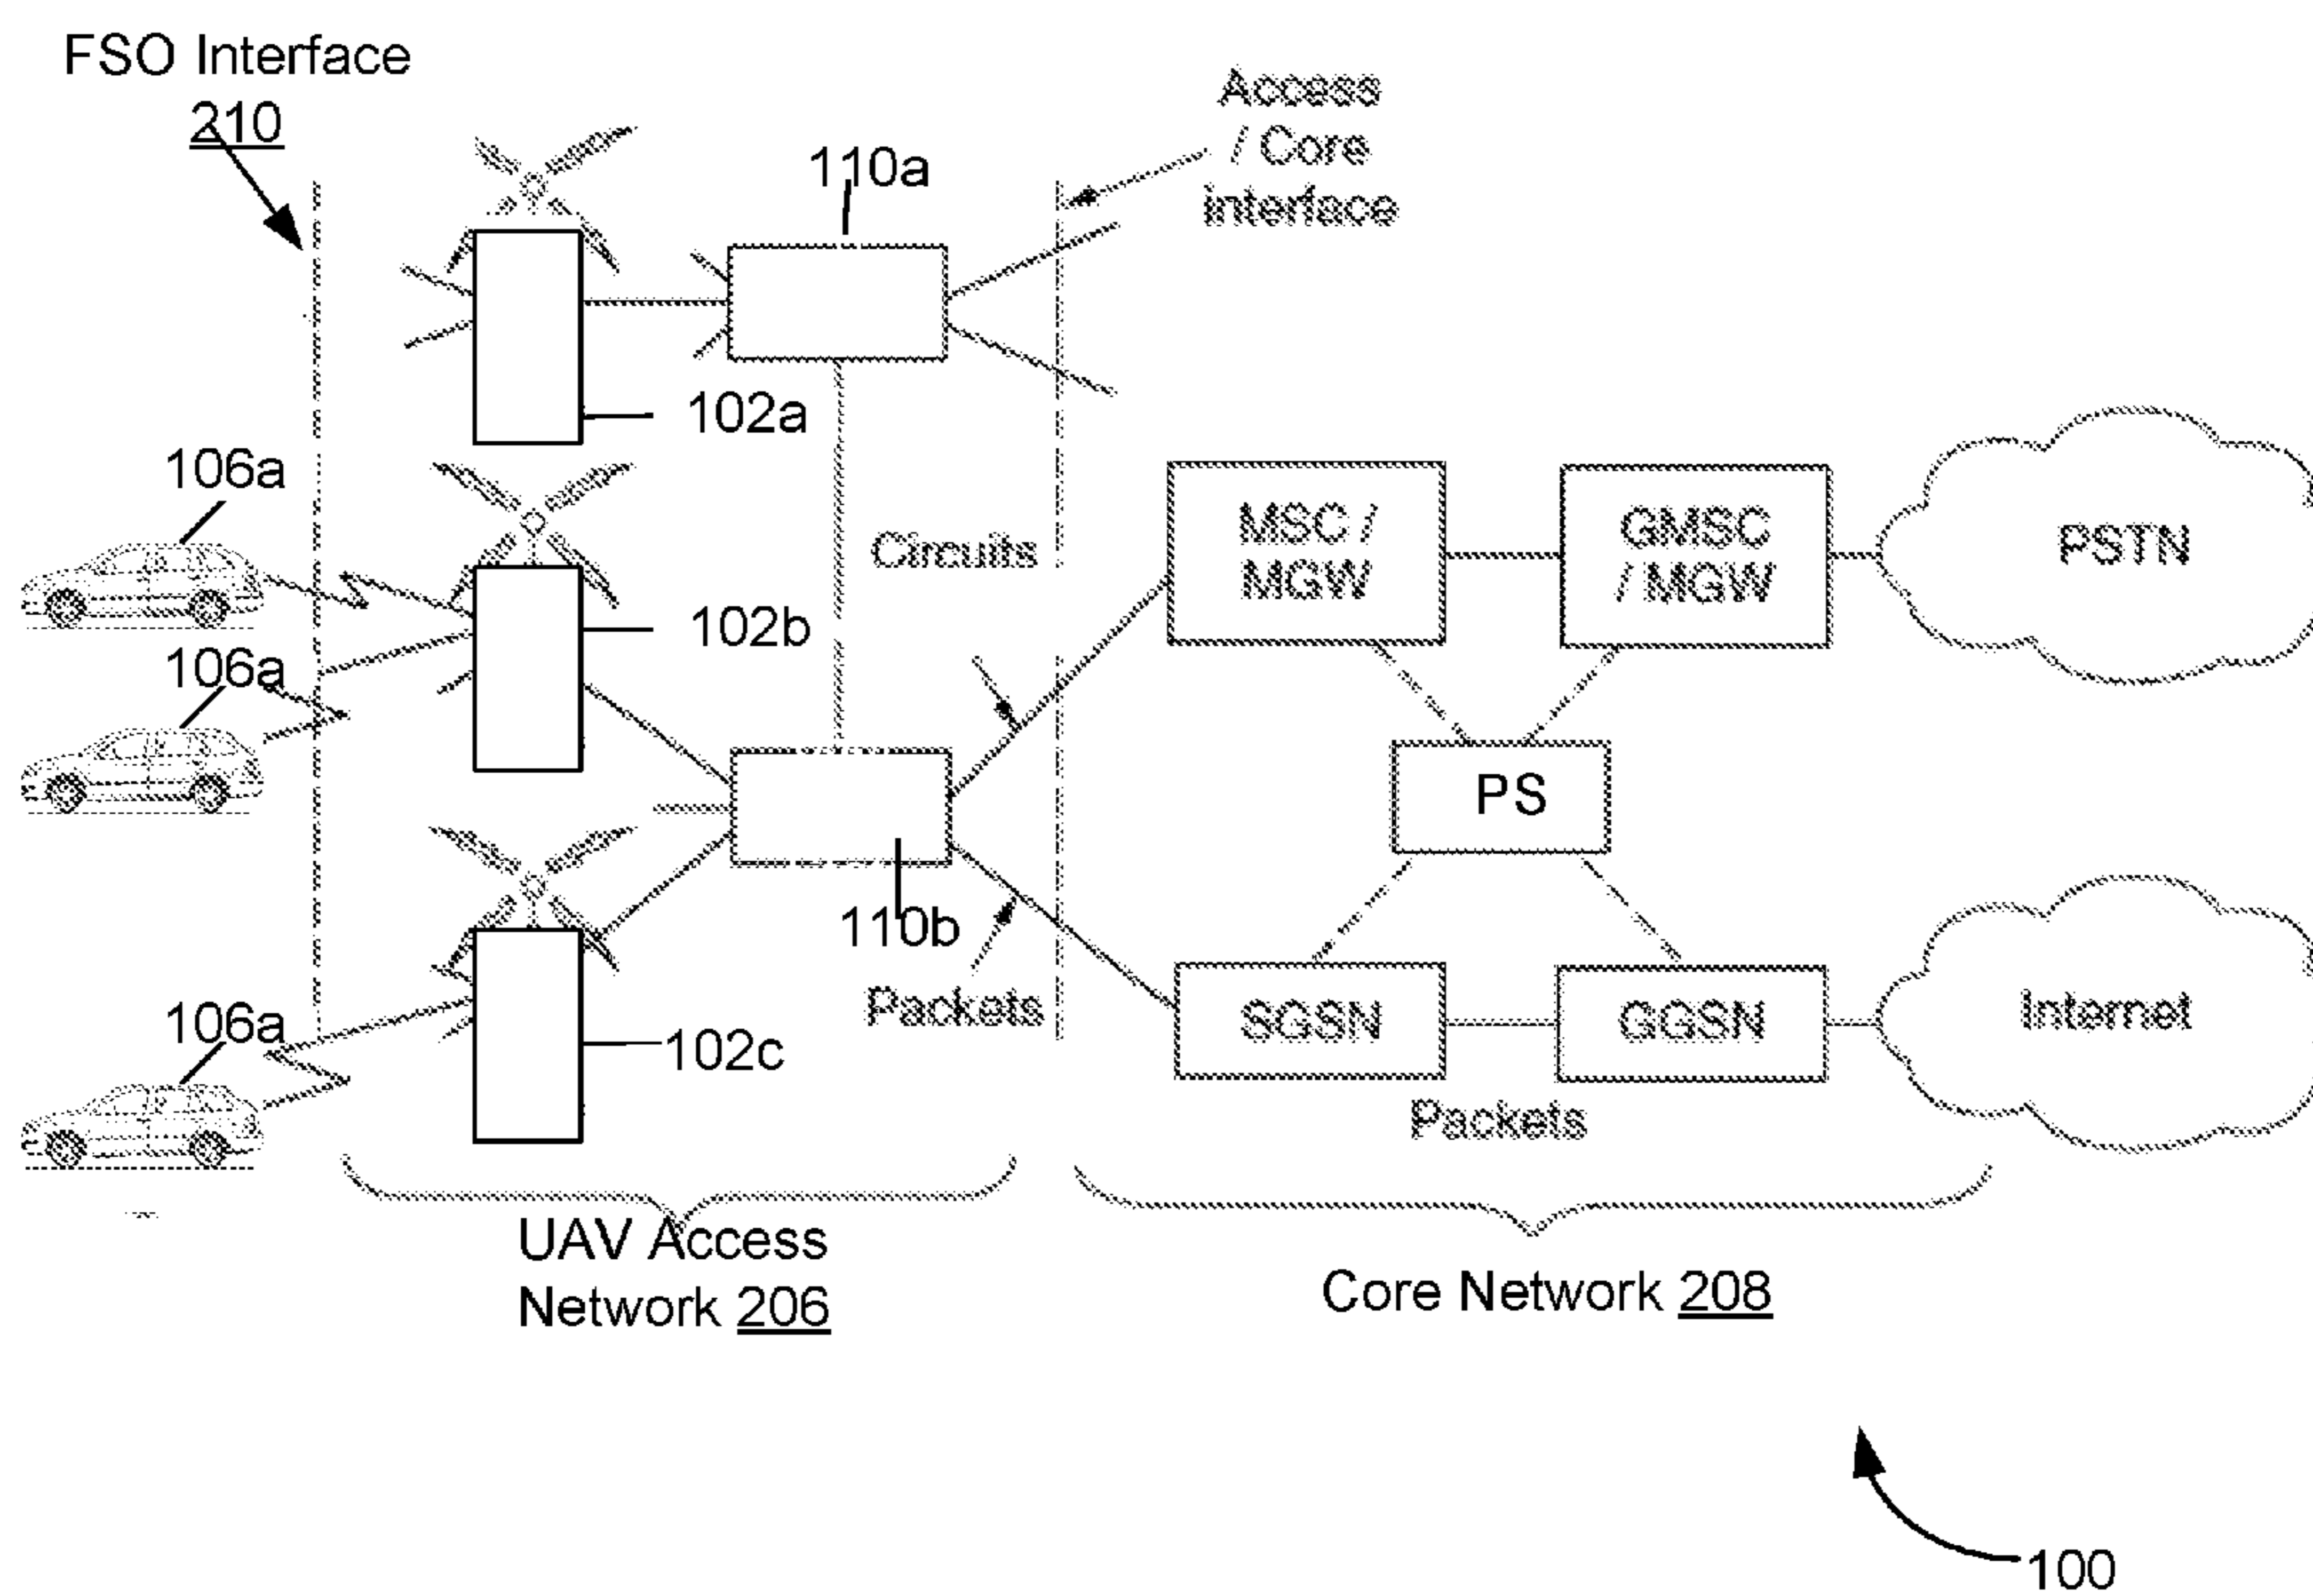 FSO Interface
210
Access
/ Core
interface
110a
102a
106a
Circuits
MSC /
MGW
GMSC
/ MGW
PSTN
102b
106a
PS
110b
Packets
SGSN
GGSN
Internet
106a
102c
Packets
UAV Access
Network 206
Core Network 208
100